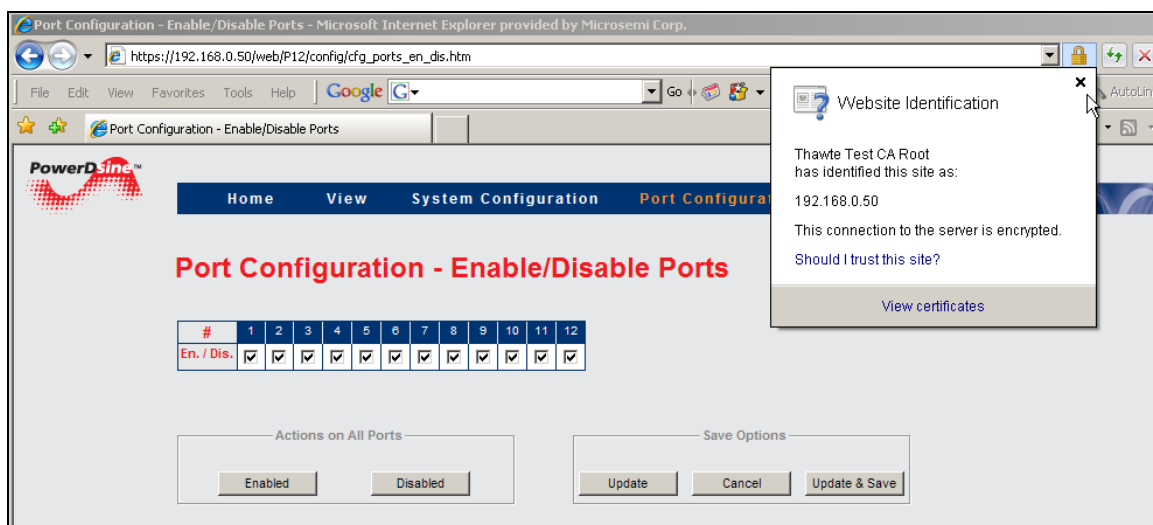 Port Configuration - Enable/Disable Ports - Microsoft Internet Explorer provided by Microsemi Corp.
https://192.168.0.50/web/P12/config/cfg_ports_en_dis.htm
File Edit View Favorites Tools Help Google G Go
Port Configuration - Enable/Disable Ports
PowerDsine™
Home View System Configuration Port
Website Identification
Thawte Test CA Root
has identified this site as:
192.168.0.50
This connection to the server is encrypted.
Should I trust this site?
View certificates
Port Configuration - Enable/Disable Ports
# 1 2 3 4 5 6 7 8 9 10 11 12
En. / Dis.
Actions on All Ports
Enabled Disabled
Save Options
Update Cancel Update & Save